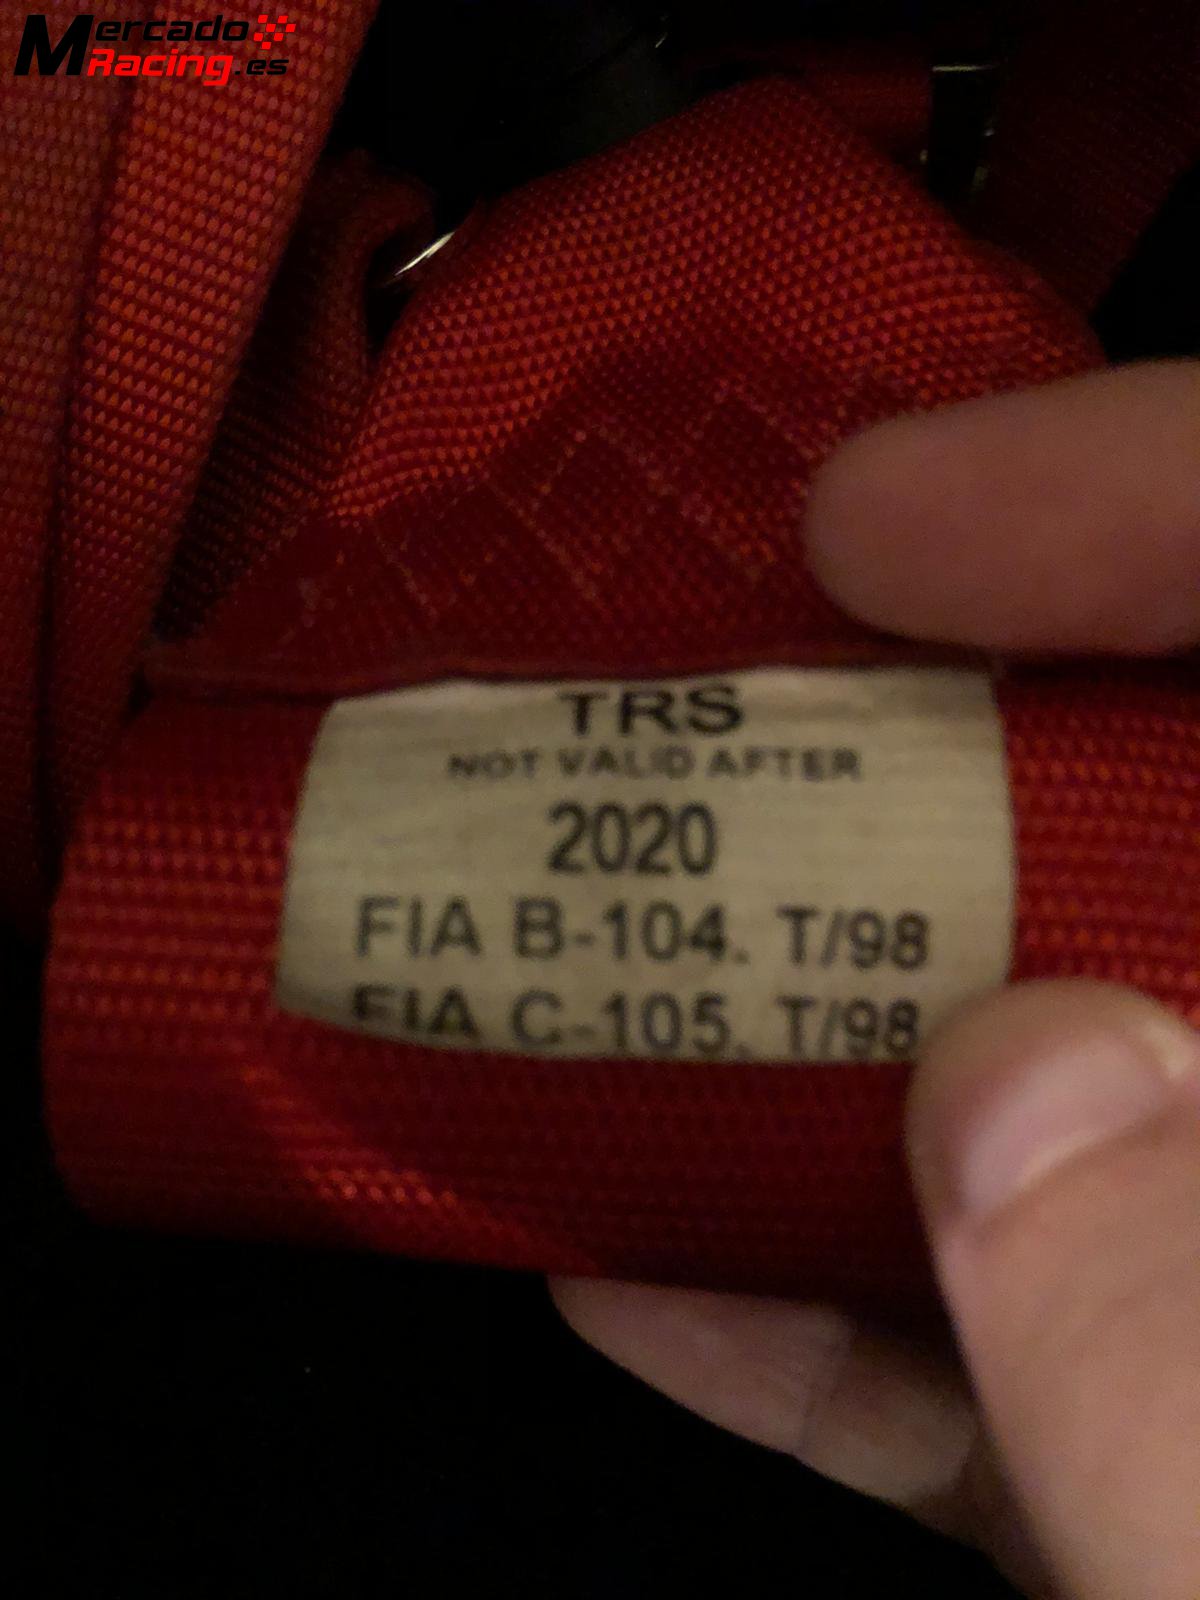 Mercado
Racing.es
TRS
NOT VALID AFTER
2020
FIA B-104. T/98
FIA C-105. T/98